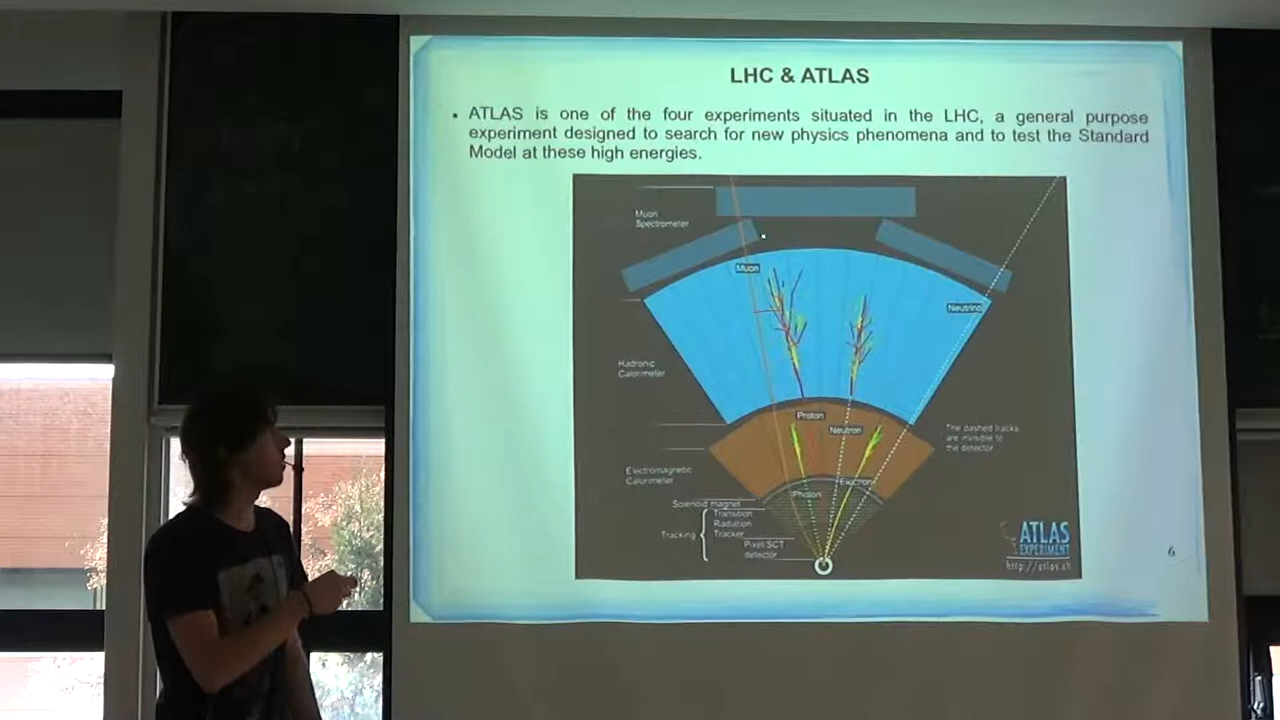 LHC & ATLAS
• ATLAS is one of the four experiments situated in the LHC, a general purpose
experiment designed to search for new physics phenomena and to test the Standard
Model at these high energies.
Muon
Spectrometer
Muon
Neutrino
Hadronic
Calorimeter
Proton
Neutron
The dashed tracks
are invisible to
the detector
Electromagnetic
Calorimeter
Electron
Photon
Solenoid magnet
Transition
Radiation
Tracker
Tracking
Pixel/SCT
detector
ATLAS
EXPERIMENT
http://atlas.ch
6